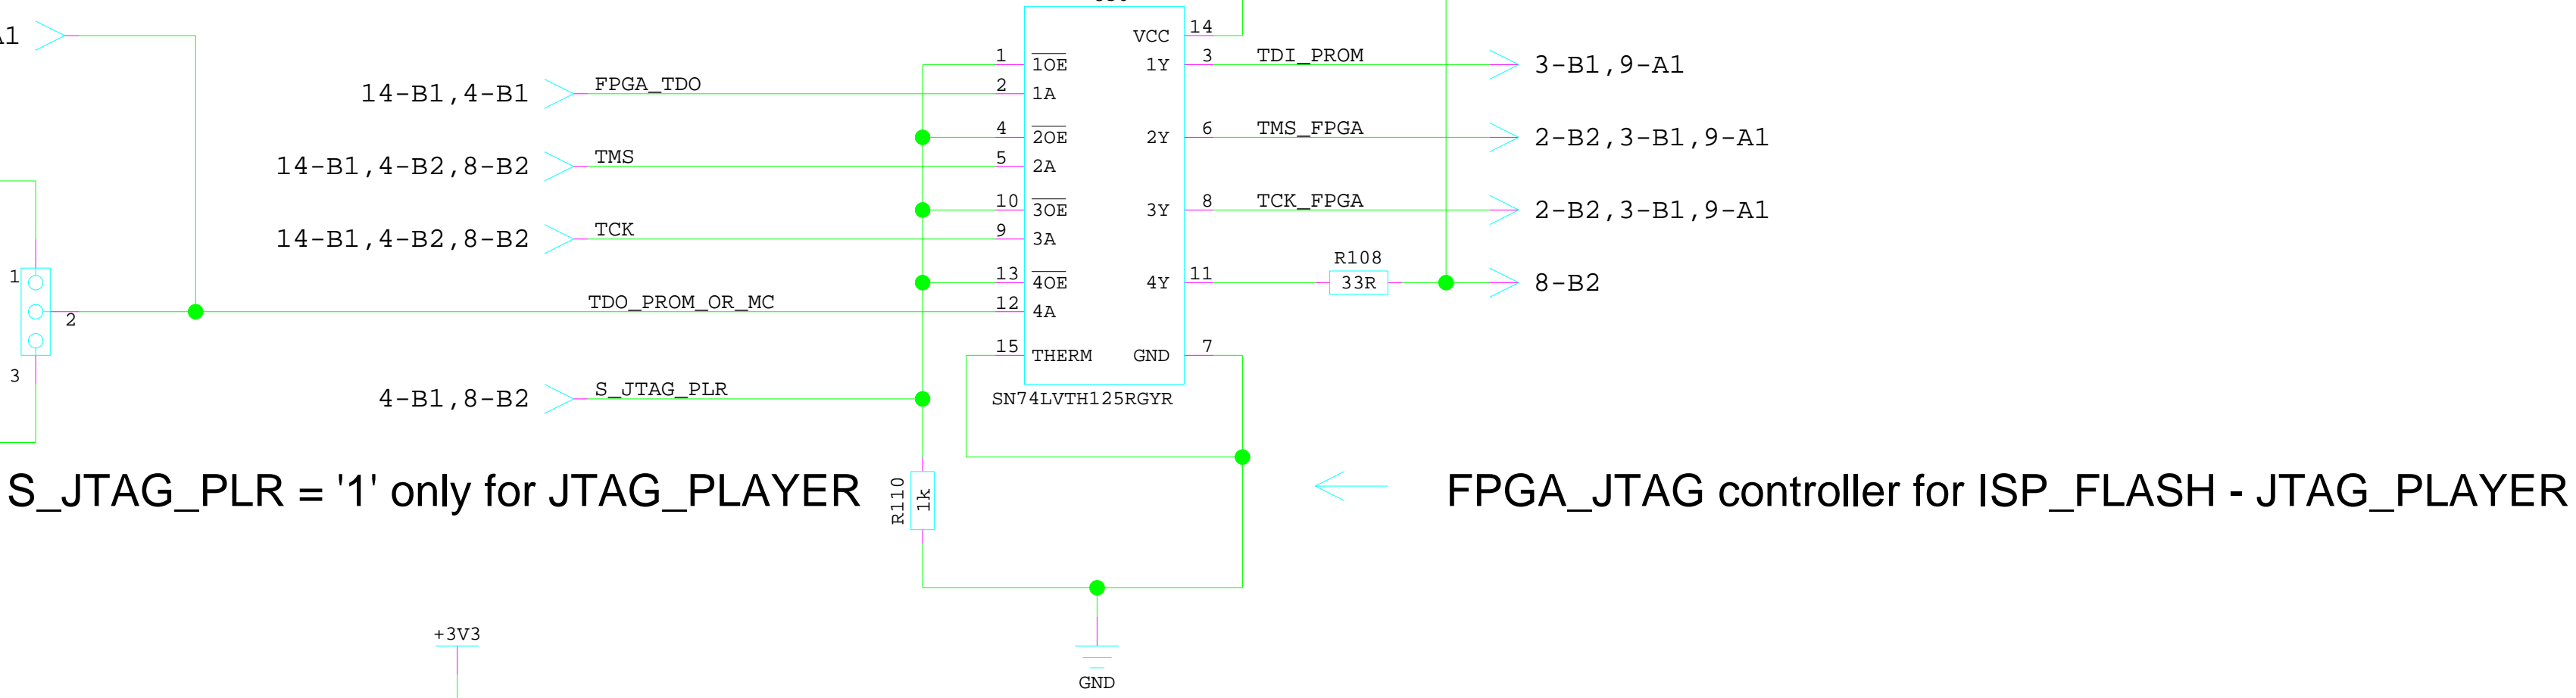 14
VCC
1 1OE 1Y 3 TDI_PROM 3-B1,9-A1
14-B1,4-B1 FPGA_TDO 2 1A
4 2OE 2Y 6 TMS_FPGA 2-B2,3-B1,9-A1
14-B1,4-B2,8-B2 TMS 5 2A
10 3OE 3Y 8 TCK_FPGA 2-B2,3-B1,9-A1
14-B1,4-B2,8-B2 TCK 9 3A
R108
1 13 4OE 4Y 11 33R 8-B2
2 TDO_PROM_OR_MC 12 4A
3 15 THERM GND 7
4-B1,8-B2 S_JTAG_PLR SN74LVTH125RGYR
S_JTAG_PLR = '1' only for JTAG_PLAYER R110 1k FPGA_JTAG controller for ISP_FLASH - JTAG_PLAYER
+3V3
GND